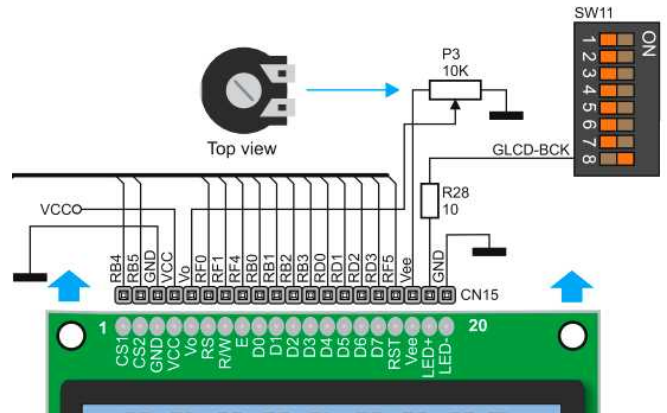 SW11
ON
1
2
3
4
5
6
7
8
P3
10K
Top view
GLCD-BCK
R28
10
VCC
RB4
RB5
GND
VCC
Vo
RF0
RF1
RF4
RB0
RB1
RB2
RB3
RD0
RD1
RD2
RD3
RF5
Vee
GND
CN15
1
20
CS1
CS2
GND
VCC
Vo
RS
R/W
E
D0
D1
D2
D3
D4
D5
D6
D7
RST
Vee
LED+
LED-